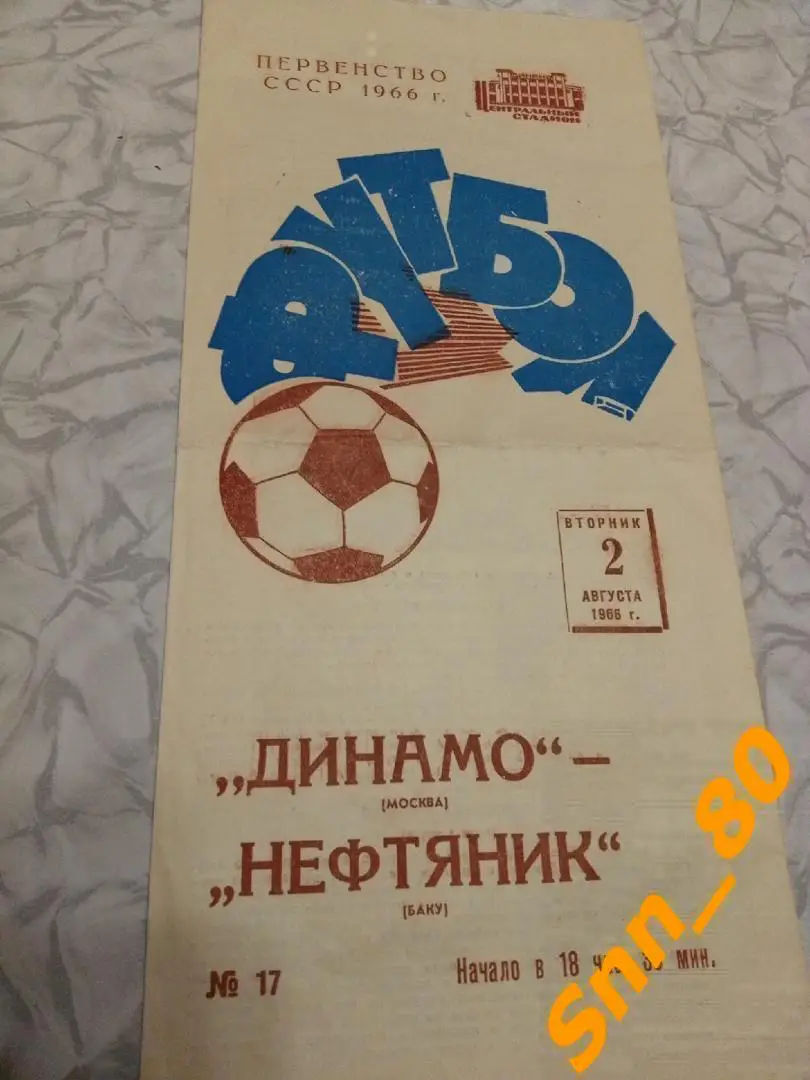 ПЕРВЕНСТВО
СССР 1966 г.
ЦЕНТРАЛЬНЫЙ
СТАДИОН
ФУТБОЛ
ВТОРНИК
2
АВГУСТА
1966 г.
„ДИНАМО“ –
(МОСКВА)
„НЕФТЯНИК“
(БАКУ)
№ 17
Начало в 18 мин.
Snn_80